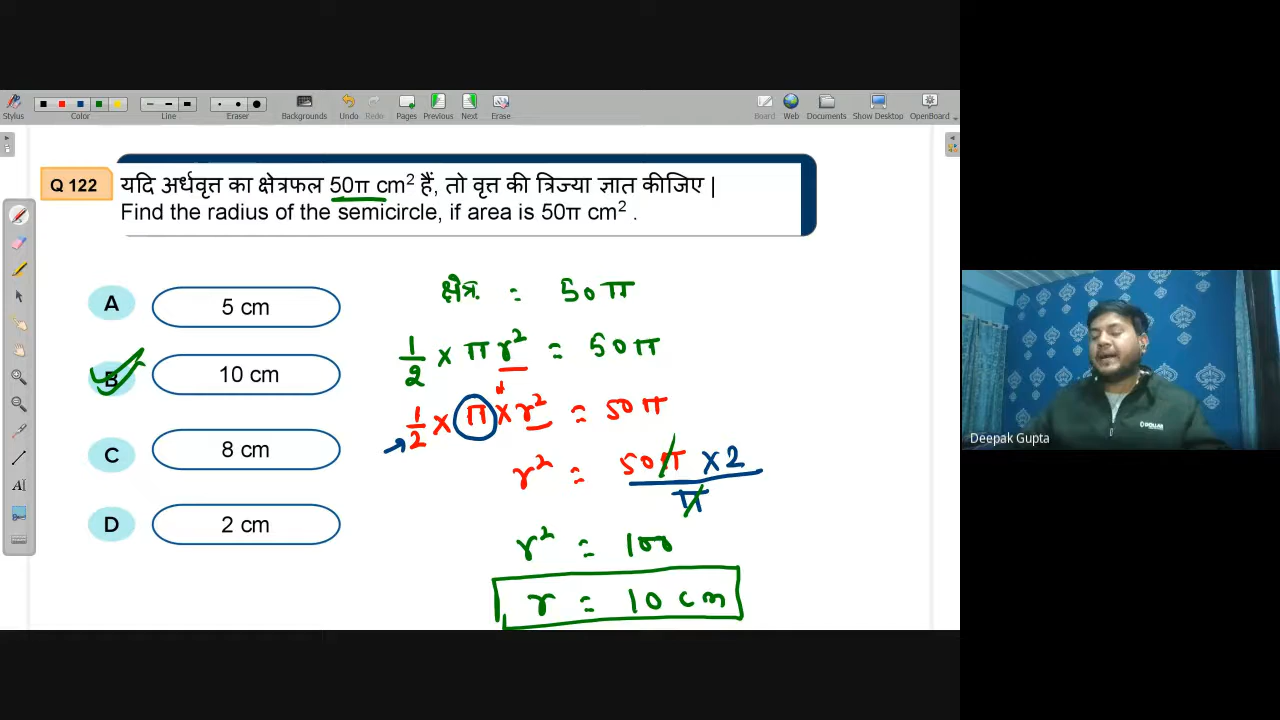 Stylus
Color
Line
Eraser
Backgrounds
Undo
Redo
Pages
Previous
Next
Erase
Board
Web
Documents
Show Desktop
OpenBoard
Q 122
यदि अर्धवृत्त का क्षेत्रफल 50π cm² हैं, तो वृत्त की त्रिज्या ज्ञात कीजिए |
Find the radius of the semicircle, if area is 50π cm² .
A 5 cm
B 10 cm
C 8 cm
D 2 cm
क्षेत्र. = 50π
1/2 × πr² = 50π
1/2 × π × r² = 50π
r² = 50π × 2 / π
r² = 100
r = 10 cm
Deepak Gupta
DOLLAR